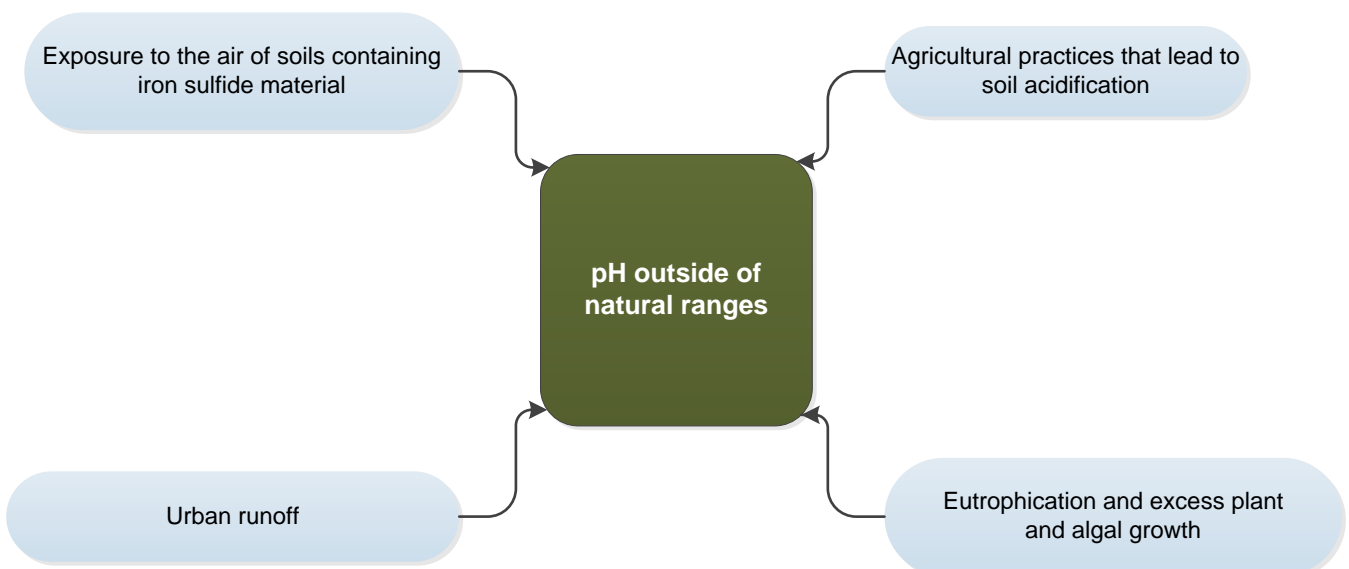 Exposure to the air of soils containing
iron sulfide material
Agricultural practices that lead to
soil acidification
pH outside of
natural ranges
Urban runoff
Eutrophication and excess plant
and algal growth